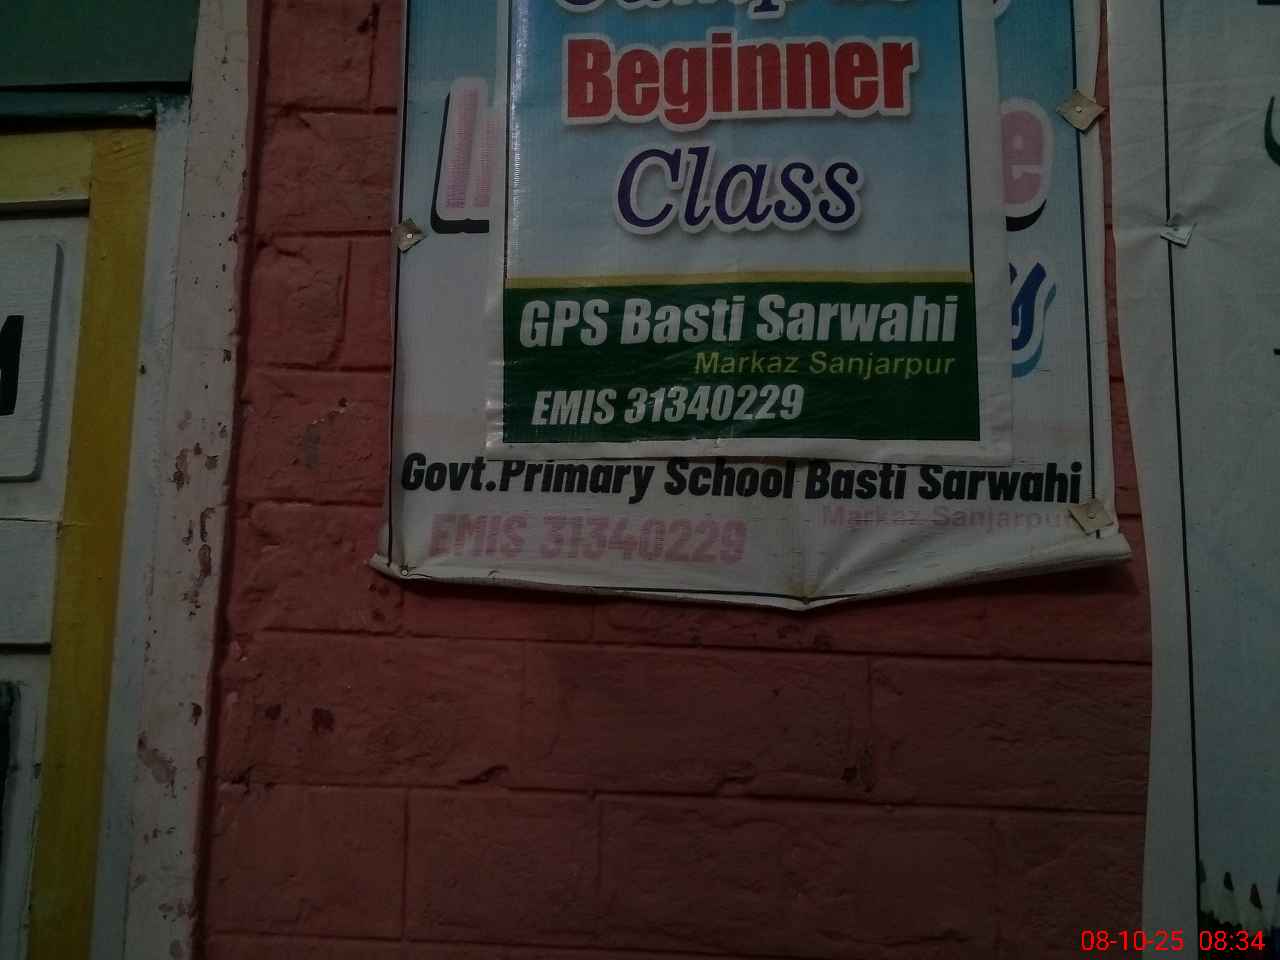 Beginner
Class
GPS Basti Sarwahi
Markaz Sanjarpur
EMIS 31340229
Govt.Primary School Basti Sarwahi
Markaz Sanjarpur
EMIS 31340229
08-10-25 08:34